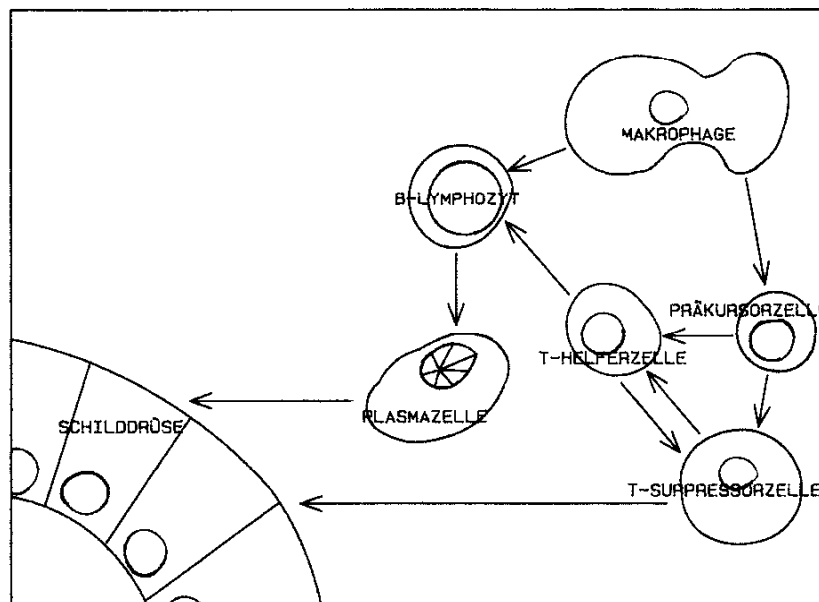 MAKROPHAGE
B-LYMPHOZYT
PRÄKURSORZELLE
T-HELFERZELLE
PLASMAZELLE
SCHILDDRÜSE
T-SUPPRESSORZELLE